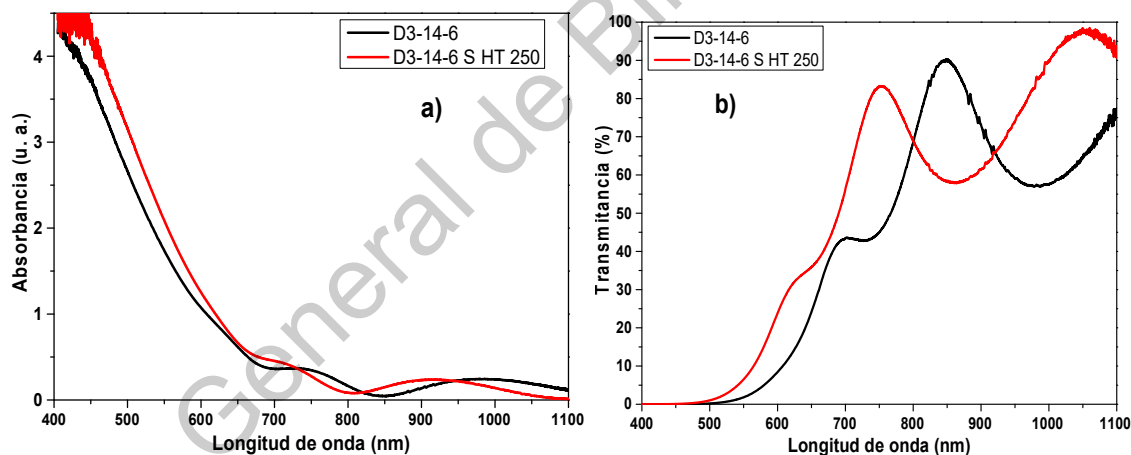 D3-14-6
D3-14-6 S HT 250
a)
Absorbancia (u. a.)
4
3
2
1
0
400 500 600 700 800 900 1000 1100
Longitud de onda (nm)
D3-14-6
D3-14-6 S HT 250
b)
Transmitancia (%)
100
90
80
70
60
50
40
30
20
10
0
400 500 600 700 800 900 1000 1100
Longitud de onda (nm)
General de Bi